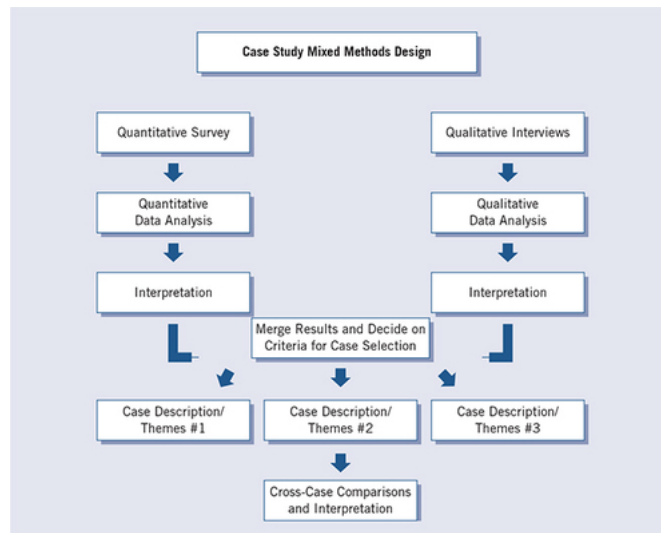 Case Study Mixed Methods Design
Quantitative Survey
Qualitative Interviews
Quantitative
Data Analysis
Qualitative
Data Analysis
Interpretation
Interpretation
Merge Results and Decide on
Criteria for Case Selection
Case Description/
Themes #1
Case Description/
Themes #2
Case Description/
Themes #3
Cross-Case Comparisons
and Interpretation